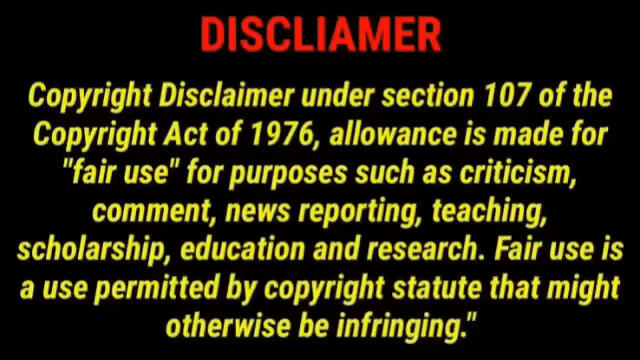 DISCLIAMER
Copyright Disclaimer under section 107 of the
Copyright Act of 1976, allowance is made for
"fair use" for purposes such as criticism,
comment, news reporting, teaching,
scholarship, education and research. Fair use is
a use permitted by copyright statute that might
otherwise be infringing."